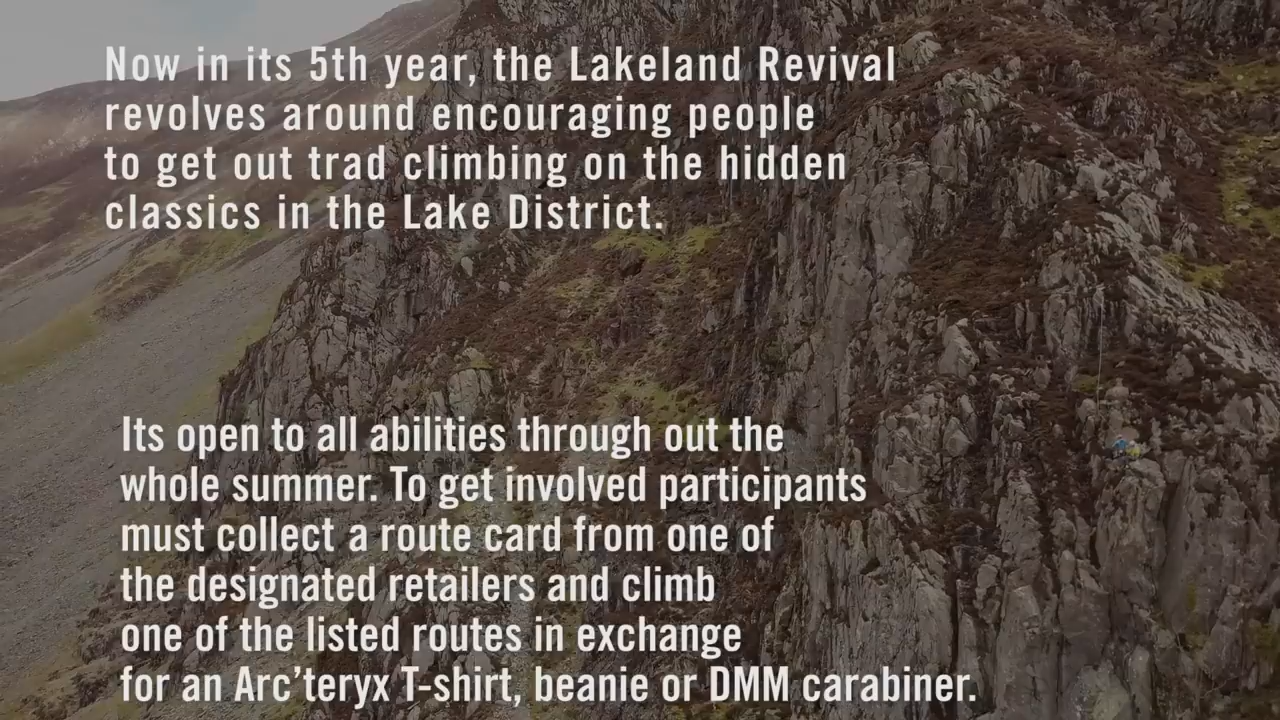 Now in its 5th year, the Lakeland Revival
revolves around encouraging people
to get out trad climbing on the hidden
classics in the Lake District.
Its open to all abilities through out the
whole summer. To get involved participants
must collect a route card from one of
the designated retailers and climb
one of the listed routes in exchange
for an Arc’teryx T-shirt, beanie or DMM carabiner.